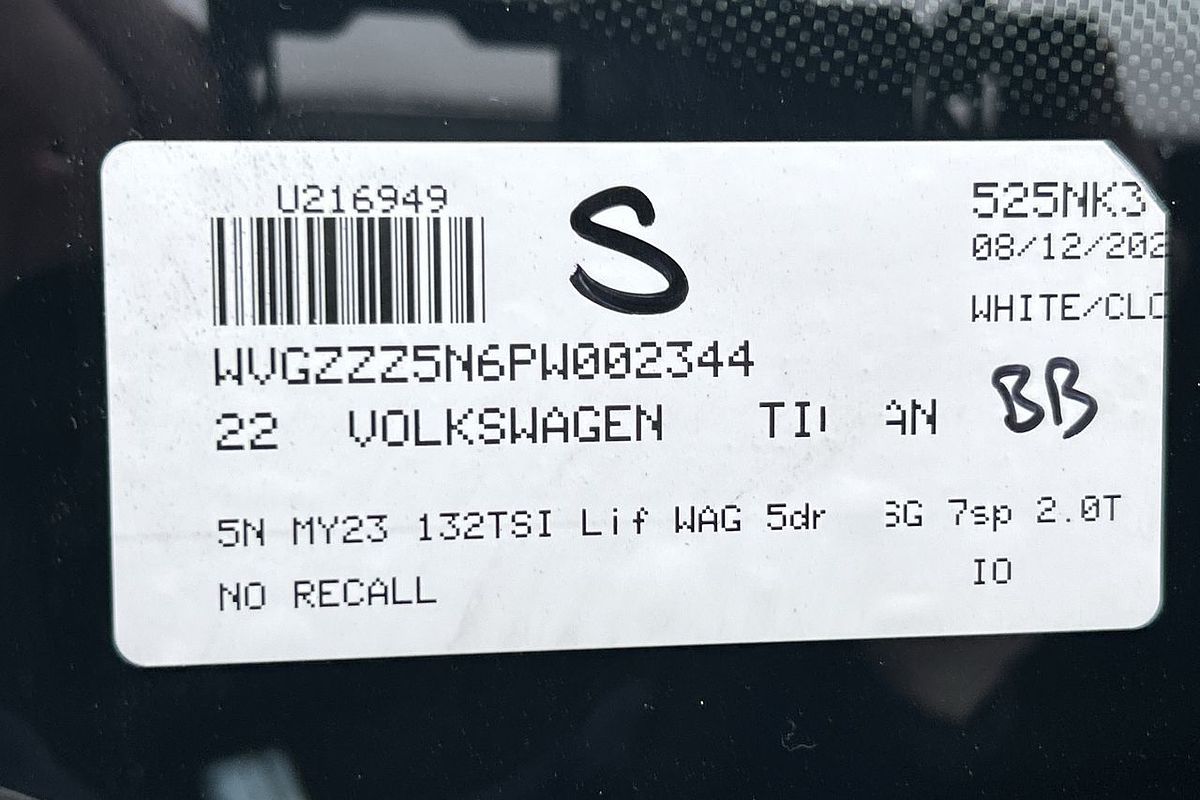 U216949
S
525NK3
08/12/202
WHITE/CLO
WVGZZZ5N6PW002344
22 VOLKSWAGEN
BB
5N MY23 132TSI Lif WAG 5dr SG 7sp 2.0T
NO RECALL
IO